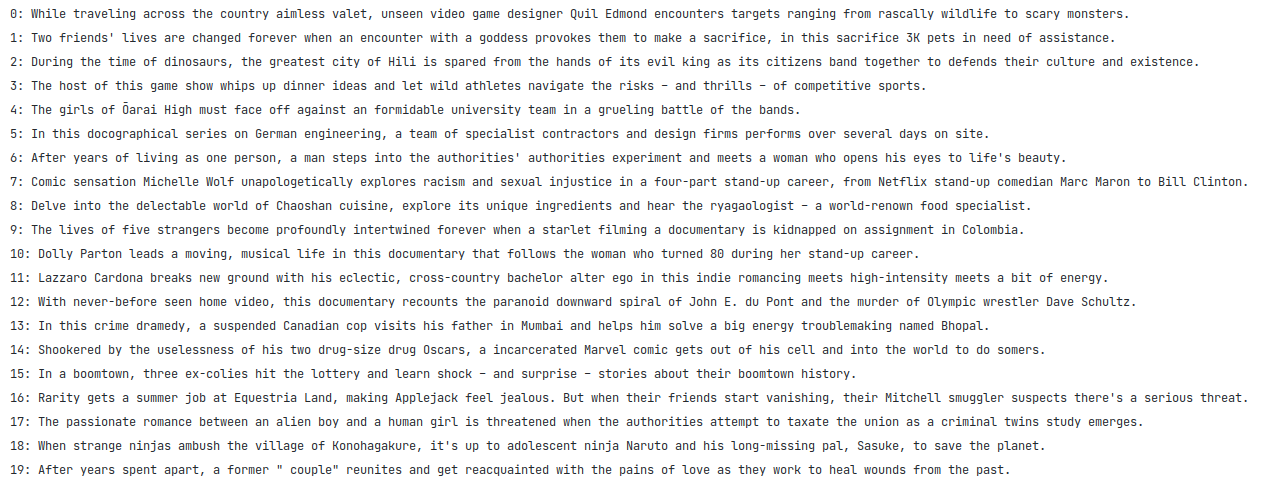 0: While traveling across the country aimless valet, unseen video game designer Quil Edmond encounters targets ranging from rascally wildlife to scary monsters.
1: Two friends' lives are changed forever when an encounter with a goddess provokes them to make a sacrifice, in this sacrifice 3K pets in need of assistance.
2: During the time of dinosaurs, the greatest city of Hili is spared from the hands of its evil king as its citizens band together to defends their culture and existence.
3: The host of this game show whips up dinner ideas and let wild athletes navigate the risks – and thrills – of competitive sports.
4: The girls of Ōarai High must face off against an formidable university team in a grueling battle of the bands.
5: In this docographical series on German engineering, a team of specialist contractors and design firms performs over several days on site.
6: After years of living as one person, a man steps into the authorities' authorities experiment and meets a woman who opens his eyes to life's beauty.
7: Comic sensation Michelle Wolf unapologetically explores racism and sexual injustice in a four-part stand-up career, from Netflix stand-up comedian Marc Maron to Bill Clinton.
8: Delve into the delectable world of Chaoshan cuisine, explore its unique ingredients and hear the ryagaologist – a world-renown food specialist.
9: The lives of five strangers become profoundly intertwined forever when a starlet filming a documentary is kidnapped on assignment in Colombia.
10: Dolly Parton leads a moving, musical life in this documentary that follows the woman who turned 80 during her stand-up career.
11: Lazzaro Cardona breaks new ground with his eclectic, cross-country bachelor alter ego in this indie romancing meets high-intensity meets a bit of energy.
12: With never-before seen home video, this documentary recounts the paranoid downward spiral of John E. du Pont and the murder of Olympic wrestler Dave Schultz.
13: In this crime dramedy, a suspended Canadian cop visits his father in Mumbai and helps him solve a big energy troublemaking named Bhopal.
14: Shookered by the uselessness of his two drug-size drug Oscars, a incarcerated Marvel comic gets out of his cell and into the world to do somers.
15: In a boomtown, three ex-colies hit the lottery and learn shock – and surprise – stories about their boomtown history.
16: Rarity gets a summer job at Equestria Land, making Applejack feel jealous. But when their friends start vanishing, their Mitchell smuggler suspects there's a serious threat.
17: The passionate romance between an alien boy and a human girl is threatened when the authorities attempt to taxate the union as a criminal twins study emerges.
18: When strange ninjas ambush the village of Konohagakure, it's up to adolescent ninja Naruto and his long-missing pal, Sasuke, to save the planet.
19: After years spent apart, a former " couple" reunites and get reacquainted with the pains of love as they work to heal wounds from the past.